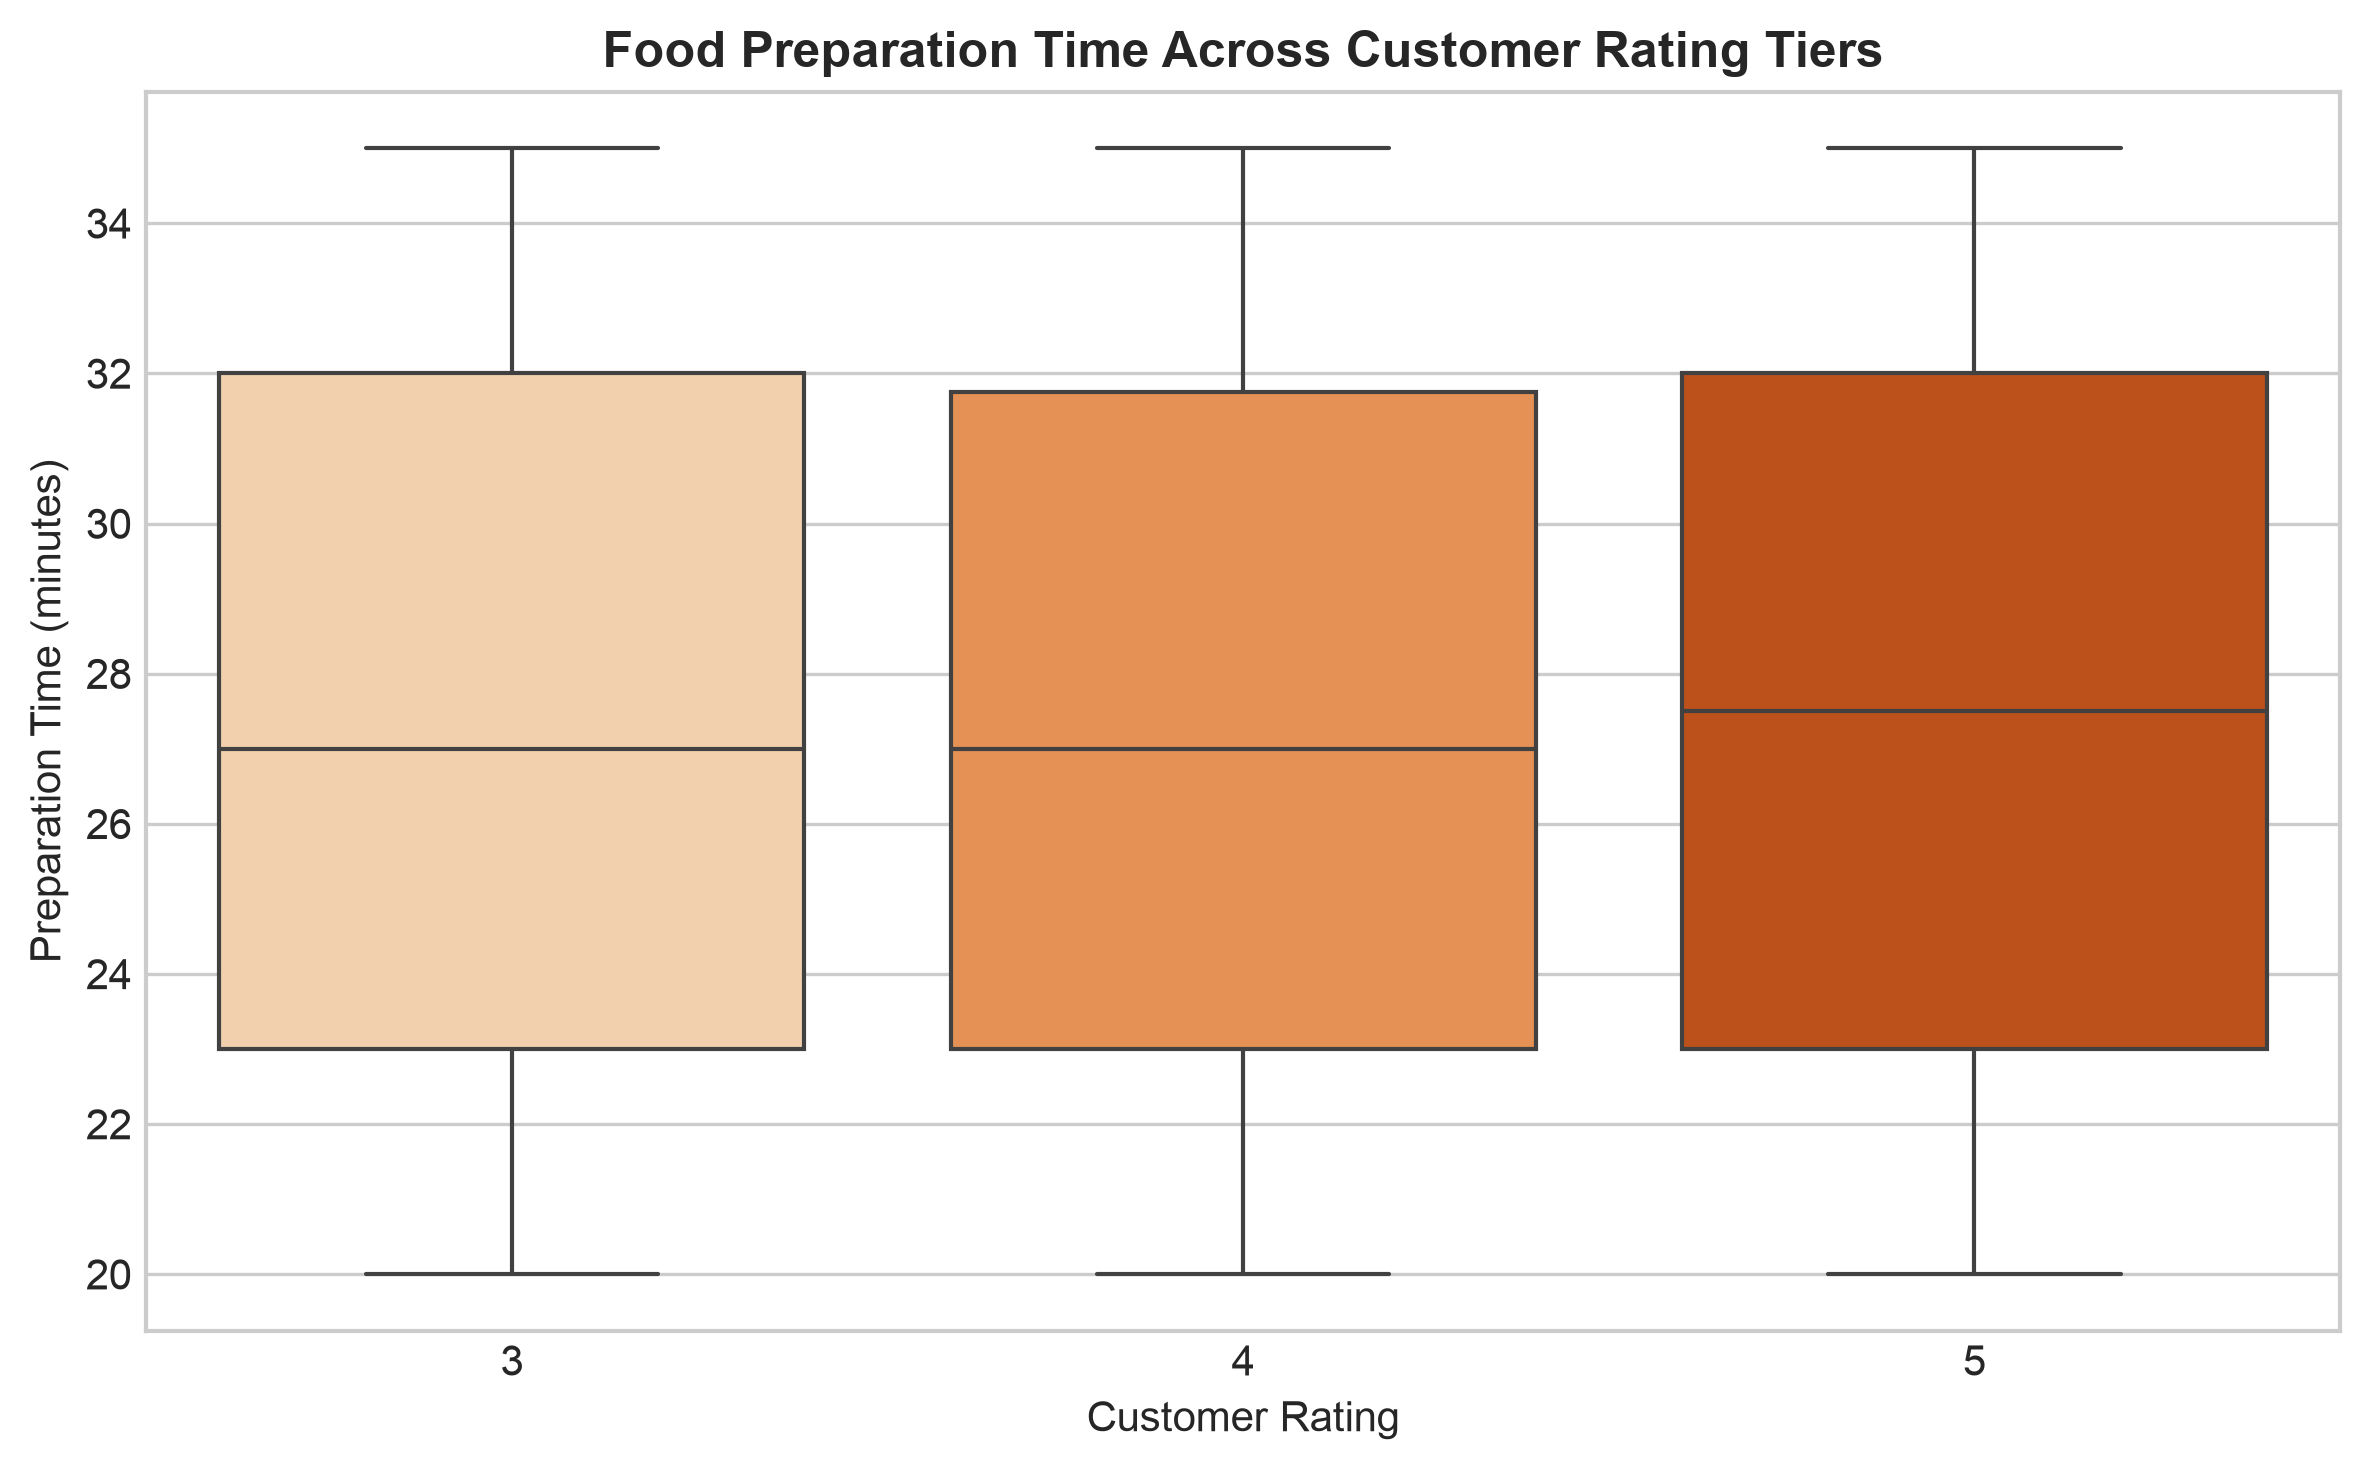 Food Preparation Time Across Customer Rating Tiers
Preparation Time (minutes)
34
32
30
28
26
24
22
20
3 4 5
Customer Rating